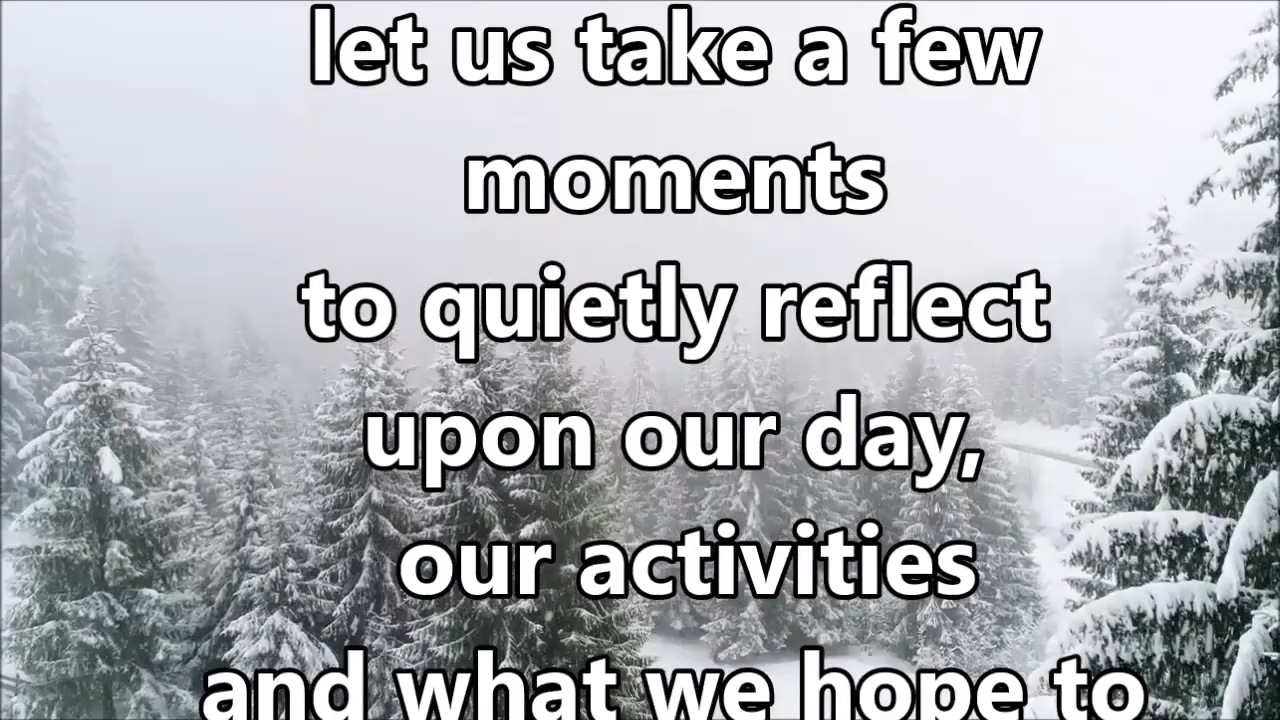 let us take a few
moments
to quietly reflect
upon our day,
our activities
and what we hope to